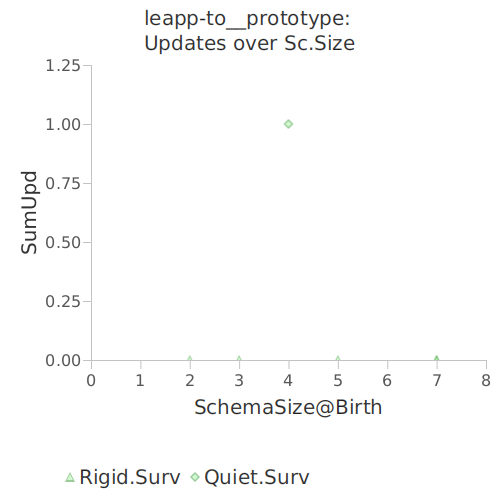 leapp-to__prototype:
Updates over Sc.Size
1.25
1.00
0.75
0.50
0.25
0.00
SumUpd
0 1 2 3 4 5 6 7 8
SchemaSize@Birth
Rigid.Surv Quiet.Surv